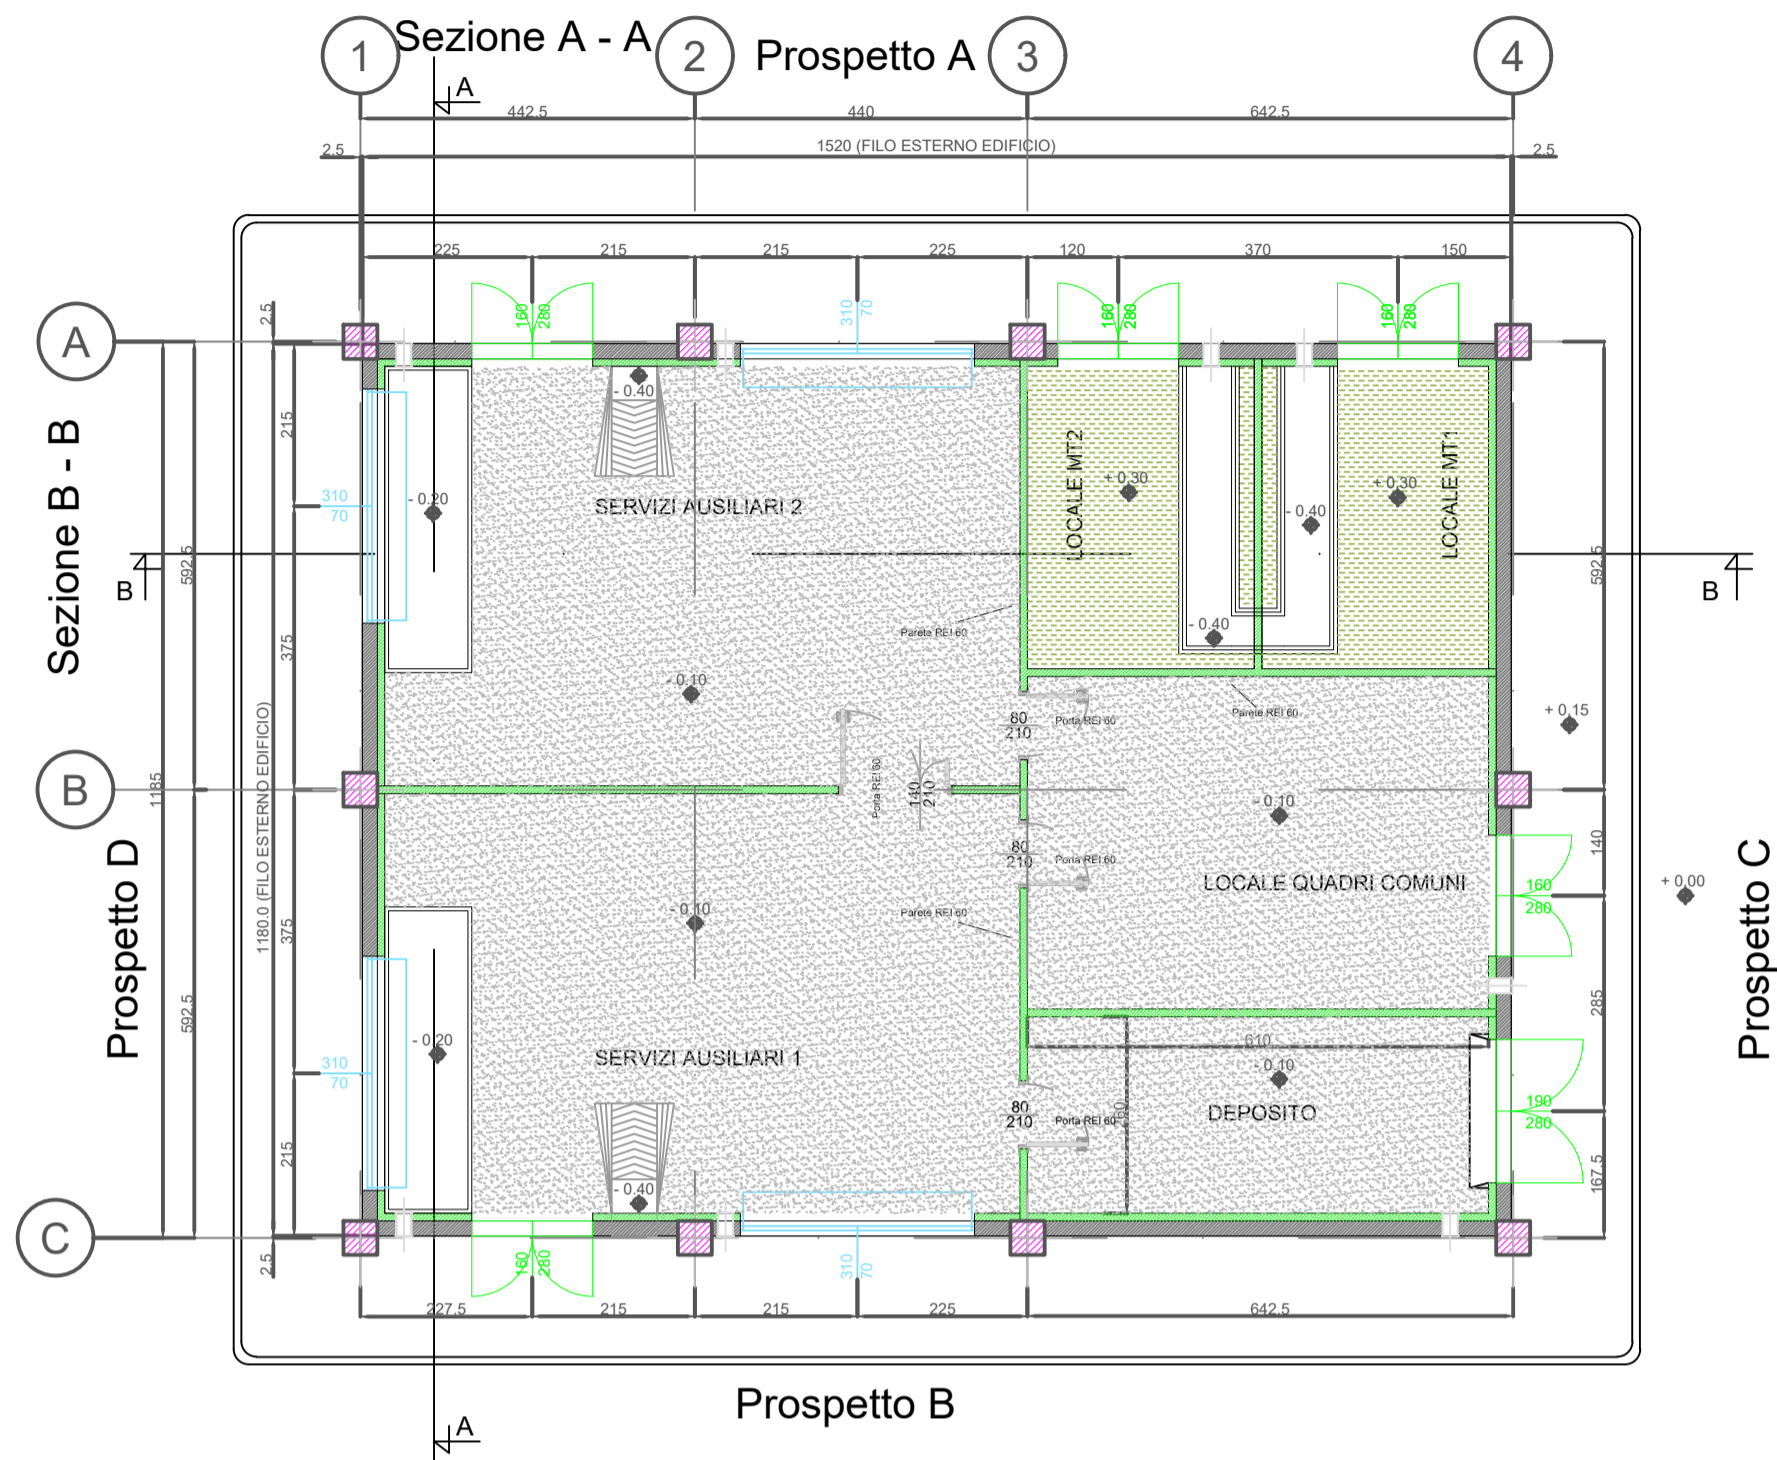 1
Sezione A - A
2
Prospetto A
3
4
A
442.5
440
642.5
2.5
1520 (FILO ESTERNO EDIFICIO)
2.5
225
215
215
225
120
370
150
2.5
160
280
310
70
160
280
160
280
A
- 0.40
215
Sezione B - B
592.5
310
70
- 0.20
SERVIZI AUSILIARI 2
LOCALE MT2
+ 0.30
- 0.40
+ 0.30
LOCALE MT1
592.5
B
B
375
Parete REI 60
- 0.40
- 0.10
80
210
Porta REI 60
Parete REI 60
+ 0.15
1180.0 (FILO ESTERNO EDIFICIO)
B
1185
Porta REI 60
140
210
- 0.10
80
210
Porta REI 60
140
LOCALE QUADRI COMUNI
160
280
+ 0.00
Prospetto D
375
- 0.10
Parete REI 60
Prospetto C
592.5
285
- 0.20
SERVIZI AUSILIARI 1
610
- 0.10
310
70
80
210
Porta REI 60
260
DEPOSITO
190
280
215
167.5
- 0.40
C
2.5
160
280
310
70
227.5
215
215
225
642.5
Prospetto B
A